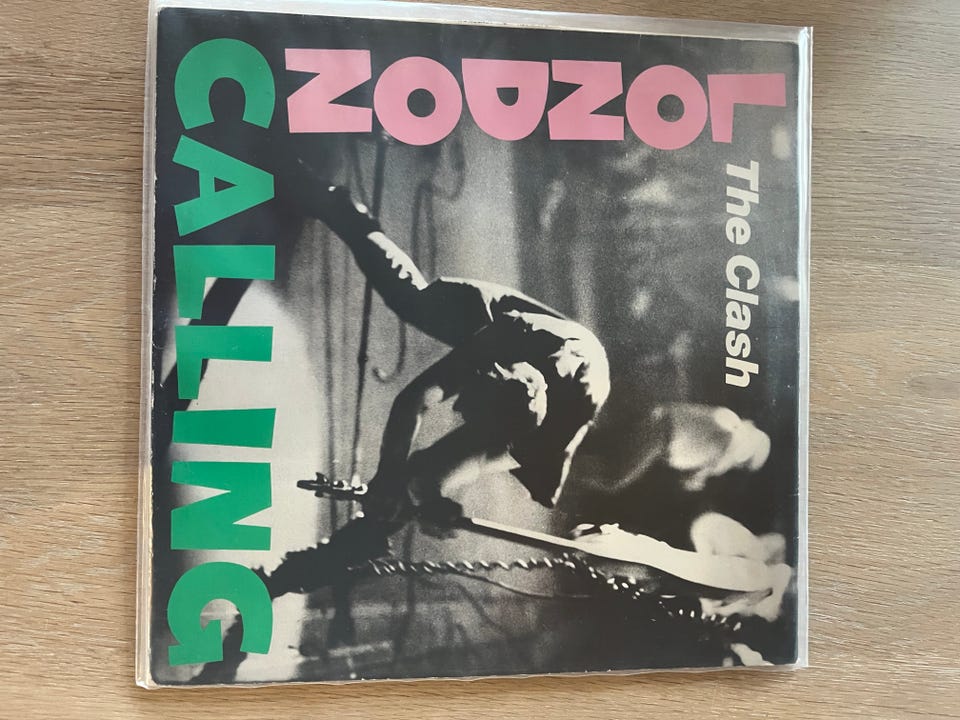 The Clash
LONDON
CALLING